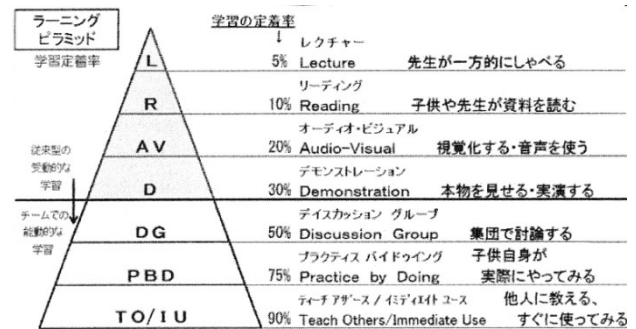 ラーニング
ピラミッド
学習定着率
学習の定着率
↓
L
レクチャー
5% Lecture 先生が一方的にしゃべる
R
リーディング
10% Reading 子供や先生が資料を読む
AV
オーディオ・ビジュアル
20% Audio-Visual 視覚化する・音声を使う
従来型の
受動的な
学習
D
デモンストレーション
30% Demonstration 本物を見せる・実演する
チームでの
能動的な
学習
DG
デイスカッション グループ
50% Discussion Group 集団で討論する
PBD
プラクティス バイドゥイング 子供自身が
75% Practice by Doing 実際にやってみる
TO/IU
ティーチ アザース / イミディエイト ユース 他人に教える、
90% Teach Others/Immediate Use すぐに使ってみる